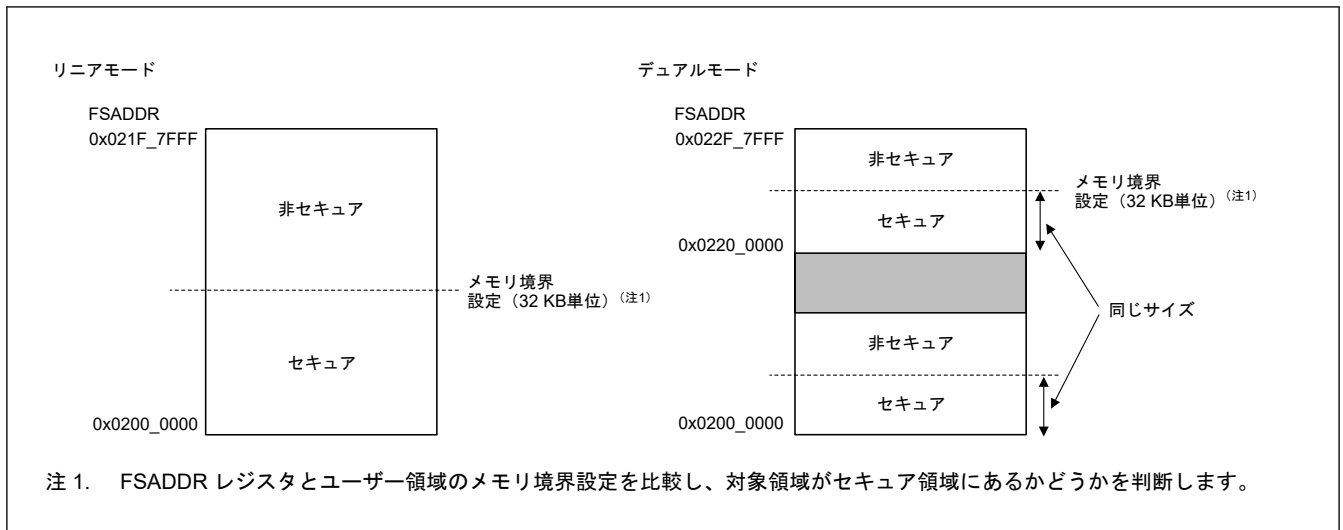 リニアモード
FSADDR
0x021F_7FFF
非セキュア
メモリ境界
設定（32 KB単位）（注1）
セキュア
0x0200_0000
デュアルモード
FSADDR
0x022F_7FFF
非セキュア
メモリ境界
設定（32 KB単位）（注1）
セキュア
0x0220_0000
同じサイズ
非セキュア
セキュア
0x0200_0000
注 1. FSADDR レジスタとユーザー領域のメモリ境界設定を比較し、対象領域がセキュア領域にあるかどうかを判断します。